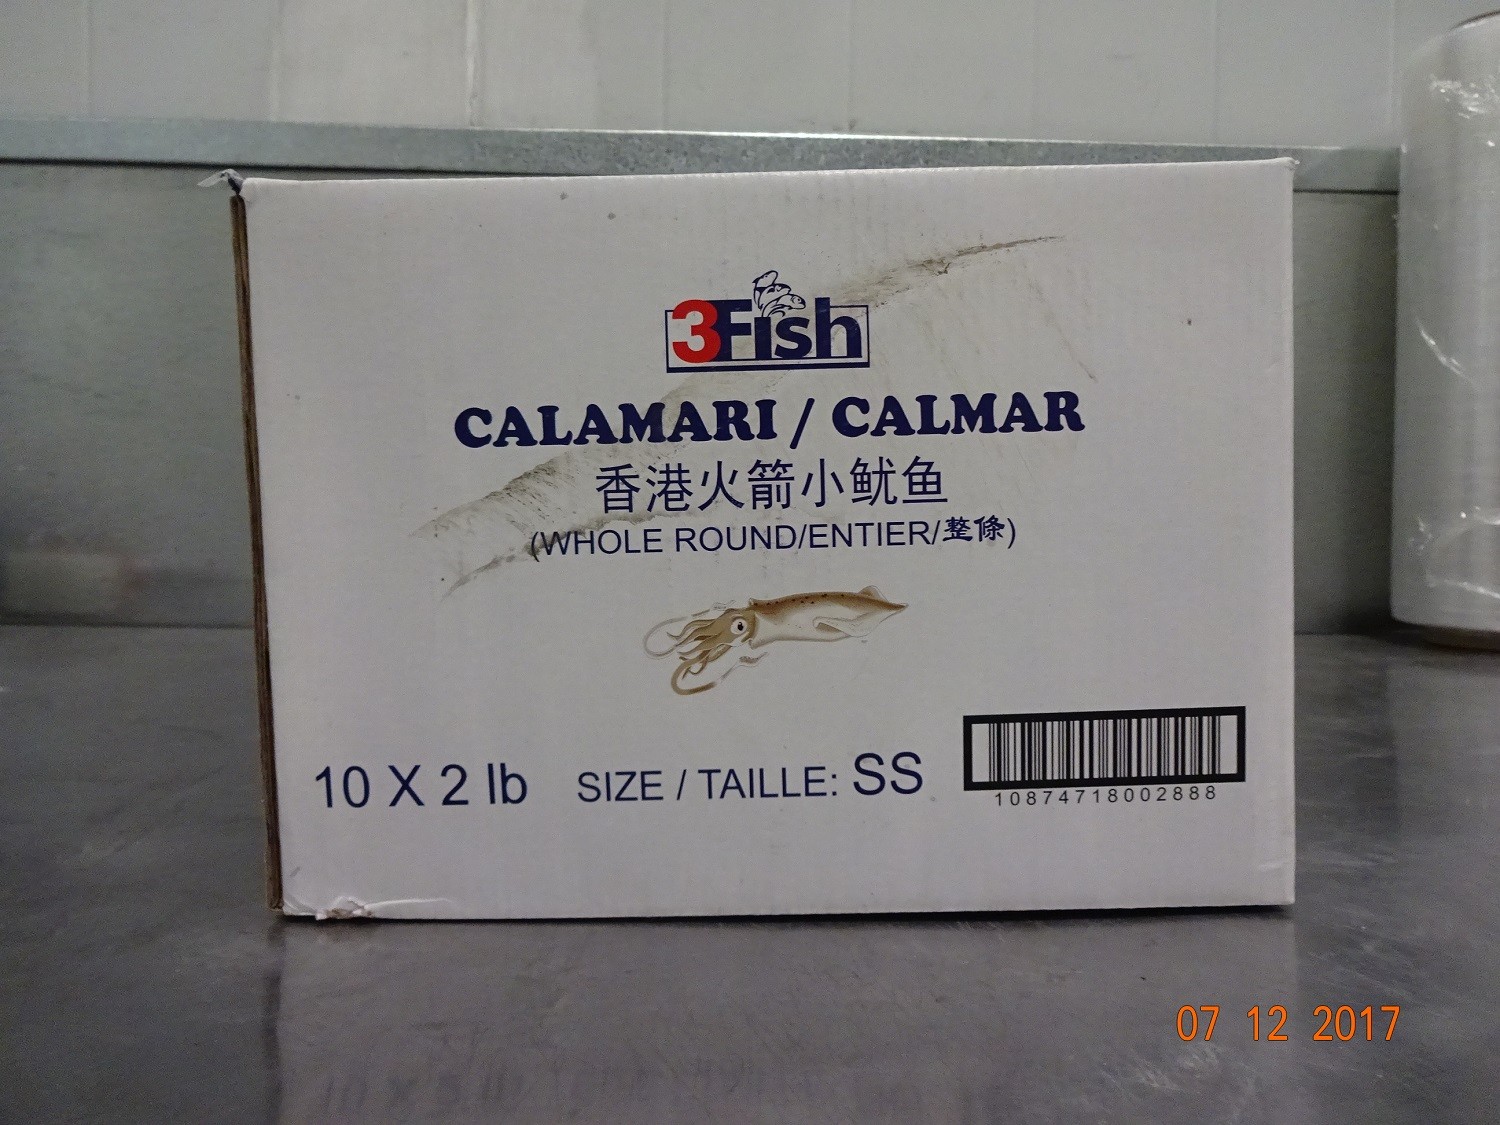 3Fish
CALAMARI / CALMAR
香港火箭小鱿鱼
(WHOLE ROUND/ENTIER/整條)
10 X 2 lb SIZE / TAILLE: SS
10874718002888
07 12 2017